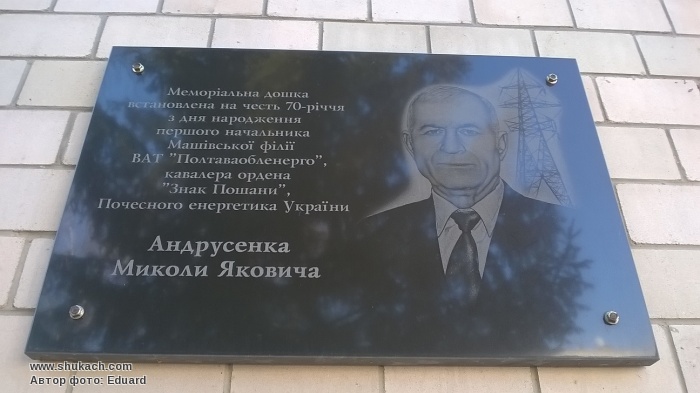 Меморіальна дошка
встановлена на честь 70-річчя
з дня народження
першого начальника
Машівської філії
ВАТ "Полтаваобленерго",
кавалера ордена
"Знак Пошани",
Почесного енергетика України
Андрусенка
Миколи Яковича
www.shukach.com
Автор фото: Eduard